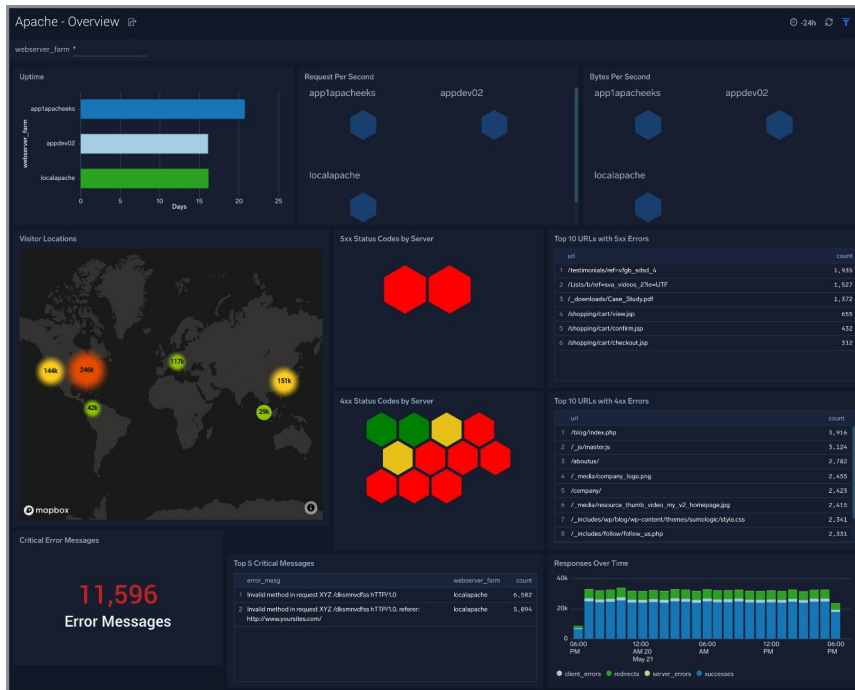 Apache - Overview
-24h
webserver_farm *
Uptime
webserver_farm
app1apacheeks
appdev02
localapache
0 5 10 15 20 25
Days
Request Per Second
app1apacheeks appdev02
localapache
Bytes Per Second
app1apacheeks appdev02
localapache
Visitor Locations
144k
246k
117k
151k
42k
29k
mapbox
5xx Status Codes by Server
Top 10 URLs with 5xx Errors
url count
1 /testimonials/ref=vfgb_sdsd_4 1,935
2 /Lists/b/ref=sva_videos_2?ie=UTF 1,527
3 /_downloads/Case_Study.pdf 1,372
4 /shopping/cart/view.jsp 655
5 /shopping/cart/confirm.jsp 432
6 /shopping/cart/checkout.jsp 312
4xx Status Codes by Server
Top 10 URLs with 4xx Errors
url count
1 /blog/index.php 3,916
2 /_js/master.js 3,124
3 /aboutus/ 2,782
4 /_media/company_logo.png 2,455
5 /company/ 2,423
6 /_media/resource_thumb_video_my_v2_homepage.jpg 2,415
7 /_includes/wp/blog/wp-content/themes/sumologic/style.css 2,341
8 /_includes/follow/follow_us.php 2,331
Critical Error Messages
11,596
Error Messages
Top 5 Critical Messages
error_mesg webserver_farm count
1 Invalid method in request XYZ /dksmnvdfss hTTP/1.0 localapache 6,502
2 Invalid method in request XYZ /dksmnvdfss hTTP/1.0, referer: localapache 5,094
http://www.yoursites.com/
Responses Over Time
40k
20k
0
06:00 12:00 06:00 12:00 06:00
PM AM 20 AM PM PM
May 21
client_errors redirects server_errors successes